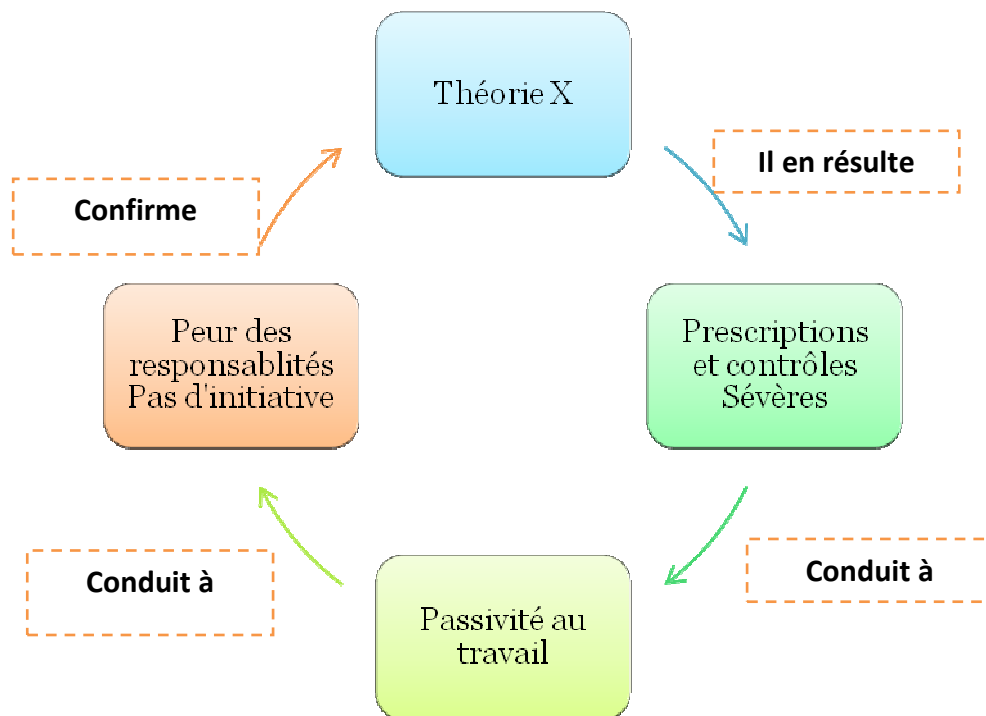 Théorie X
Il en résulte
Confirme
Peur des
responsablités
Pas d'initiative
Prescriptions
et contrôles
Sévères
Conduit à
Conduit à
Passivité au
travail